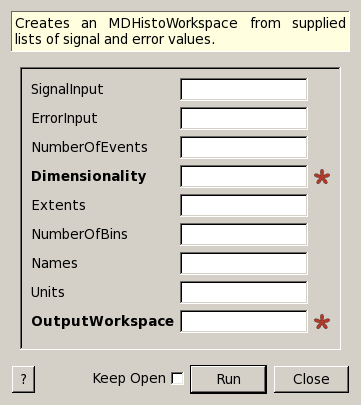 Creates an MDHistoWorkspace from supplied
lists of signal and error values.
SignalInput
ErrorInput
NumberOfEvents
Dimensionality *
Extents
NumberOfBins
Names
Units
OutputWorkspace *
? Keep Open Run Close